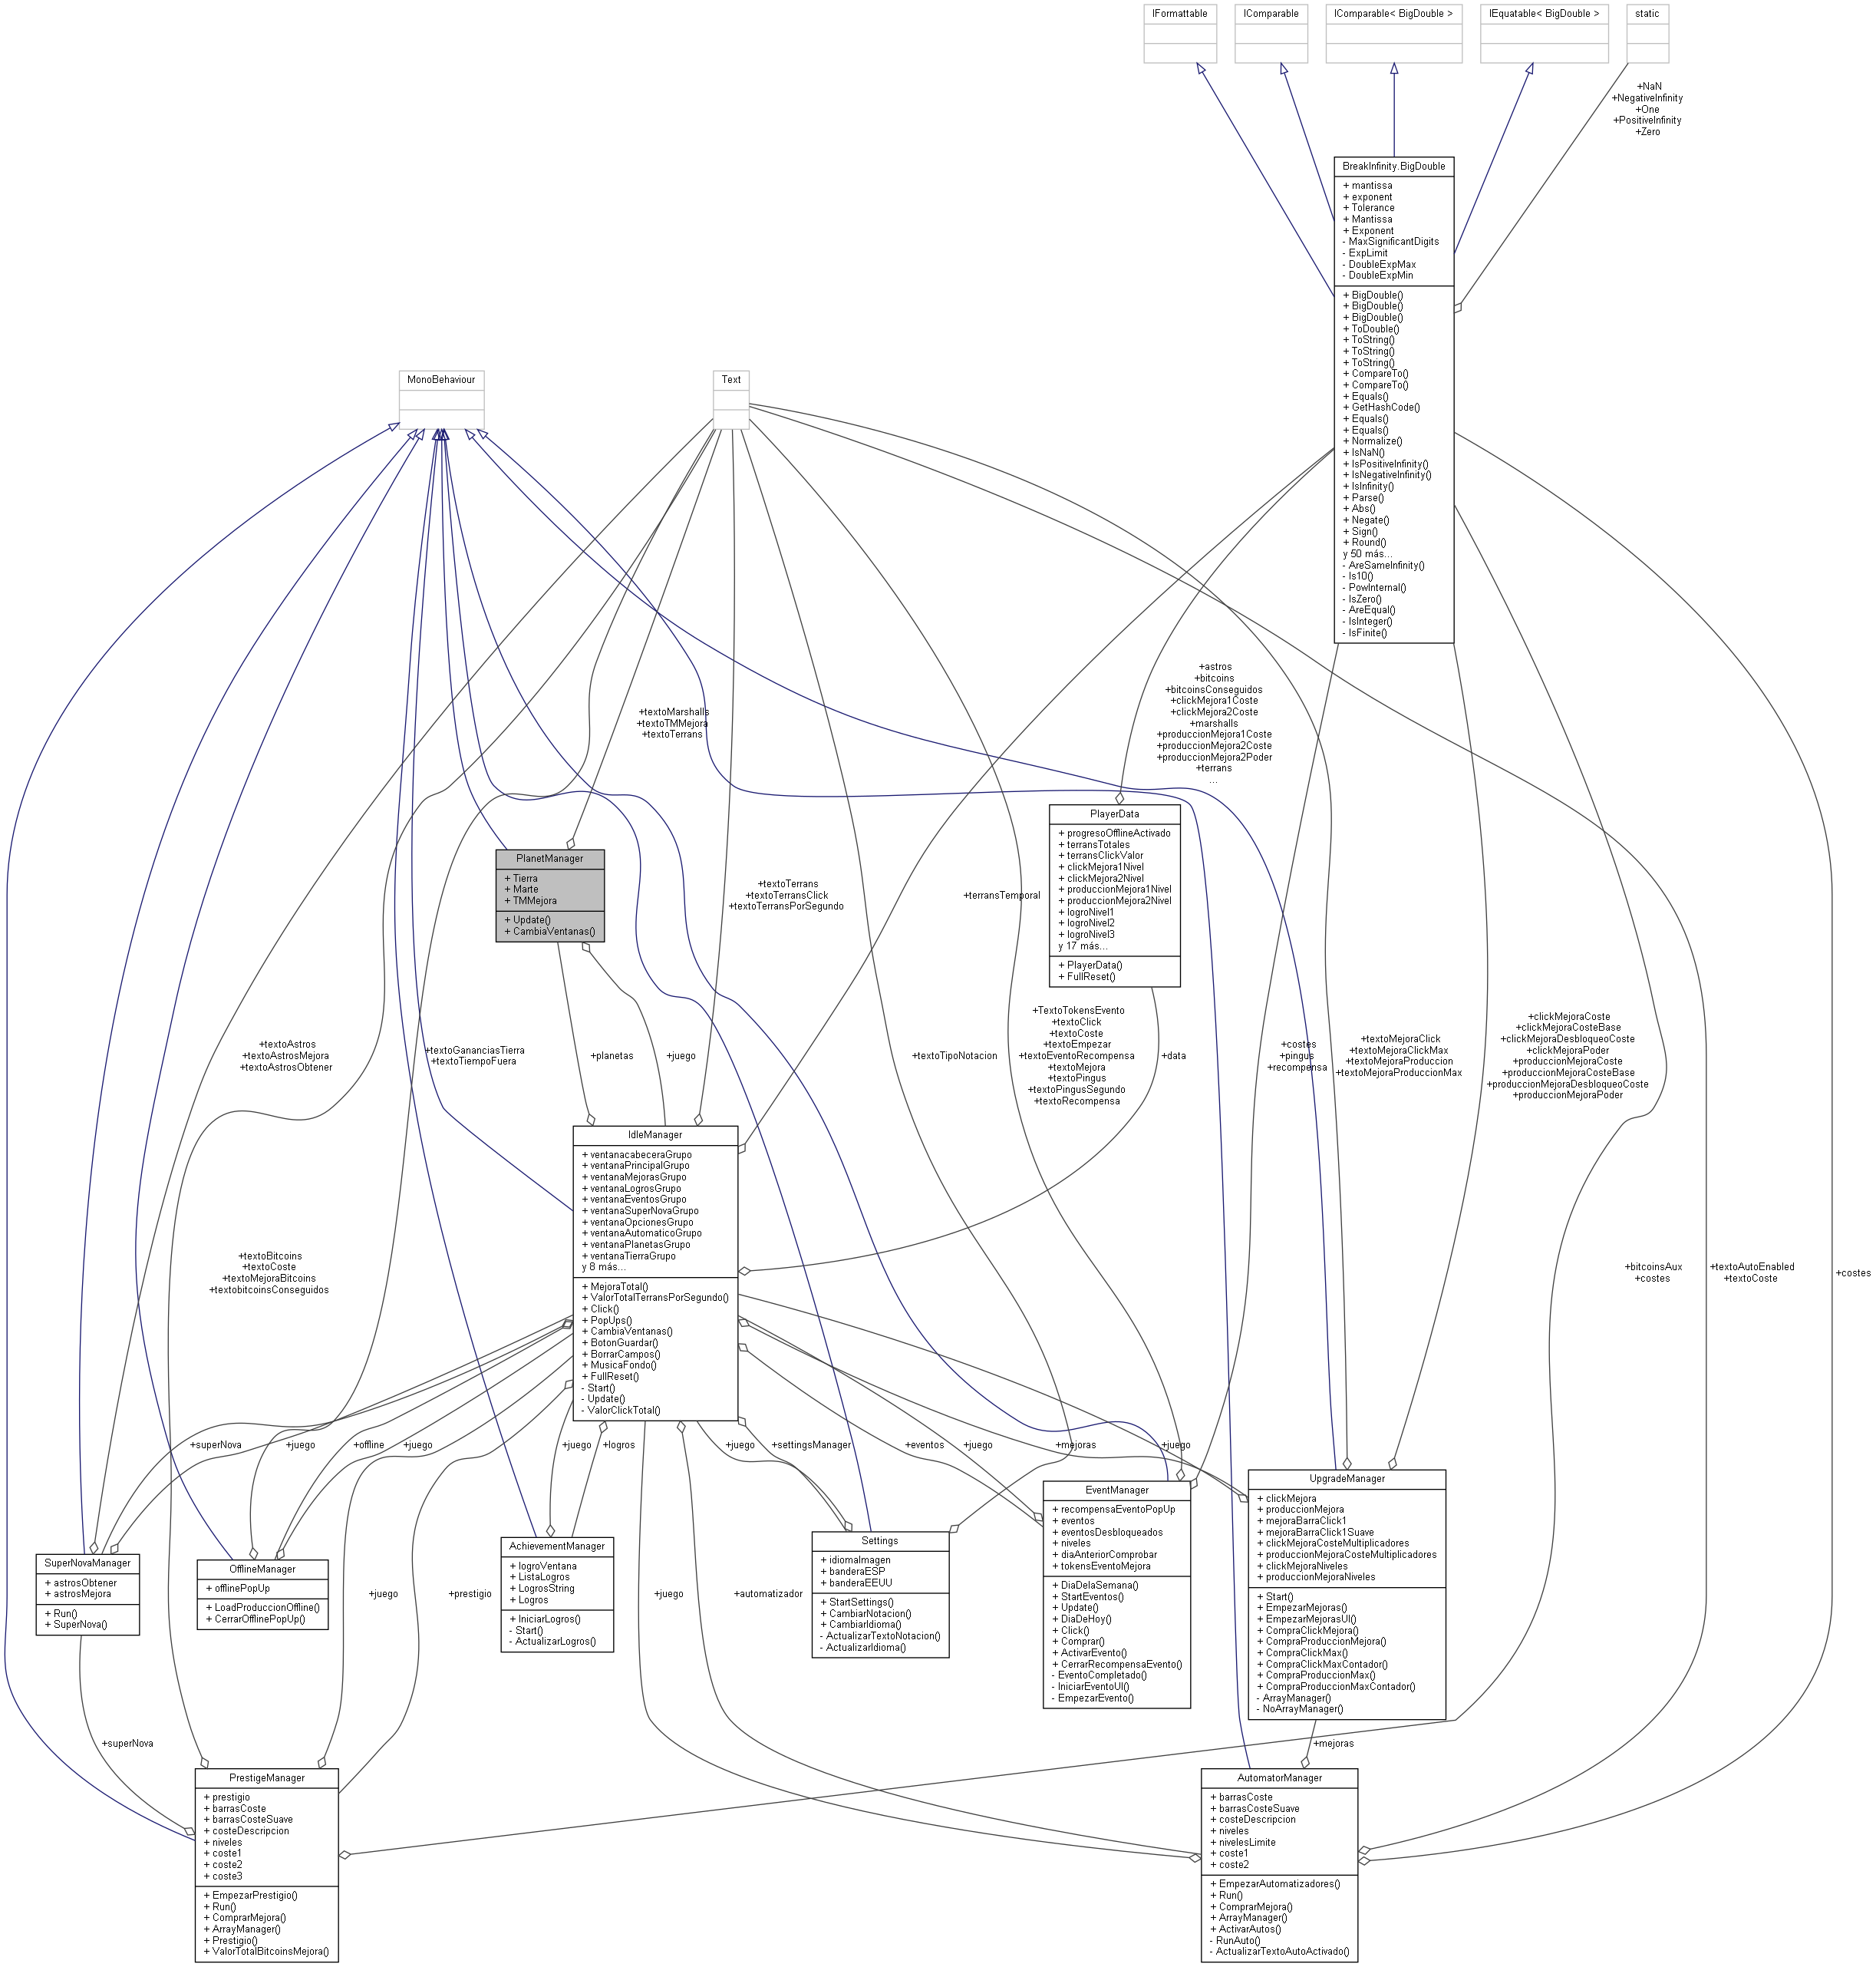 IFormattable
IComparable
IComparable< BigDouble >
IEquatable< BigDouble >
static
+NaN
+NegativeInfinity
+One
+PositiveInfinity
+Zero
BreakInfinity.BigDouble
+ mantissa
+ exponent
+ Tolerance
+ Mantissa
+ Exponent
- MaxSignificantDigits
- ExpLimit
- DoubleExpMax
- DoubleExpMin
+ BigDouble()
+ BigDouble()
+ BigDouble()
+ ToDouble()
+ ToString()
+ ToString()
+ ToString()
+ CompareTo()
+ CompareTo()
+ Equals()
+ GetHashCode()
+ Equals()
+ Equals()
+ Normalize()
+ IsNaN()
+ IsPositiveInfinity()
+ IsNegativeInfinity()
+ IsInfinity()
+ Parse()
+ Abs()
+ Negate()
+ Sign()
+ Round()
y 50 más...
- AreSameInfinity()
- Is10()
- PowInternal()
- IsZero()
- AreEqual()
- IsInteger()
- IsFinite()
MonoBehaviour
Text
+textoMarshalls
+textoTMMejora
+textoTerrans
+astros
+bitcoins
+bitcoinsConseguidos
+clickMejora1Coste
+clickMejora2Coste
+marshalls
+produccionMejora1Coste
+produccionMejora2Coste
+produccionMejora2Poder
+terrans
...
PlayerData
+ progresoOfflineActivado
+ terransTotales
+ terransClickValor
+ clickMejora1Nivel
+ clickMejora2Nivel
+ produccionMejora1Nivel
+ produccionMejora2Nivel
+ logroNivel1
+ logroNivel2
+ logroNivel3
y 17 más...
+ PlayerData()
+ FullReset()
PlanetManager
+ Tierra
+ Marte
+ TMMejora
+ Update()
+ CambiaVentanas()
+textoTerrans
+textoTerransClick
+textoTerransPorSegundo
+terransTemporal
+textoAstros
+textoAstrosMejora
+textoAstrosObtener
+textoGananciasTierra
+textoTiempoFuera
+planetas
+juego
+textoTipoNotacion
+TextoTokensEvento
+textoClick
+textoCoste
+textoEmpezar
+textoEventoRecompensa
+textoMejora
+textoPingus
+textoPingusSegundo
+textoRecompensa
+data
+costes
+pingus
+recompensa
+textoMejoraClick
+textoMejoraClickMax
+textoMejoraProduccion
+textoMejoraProduccionMax
+clickMejoraCoste
+clickMejoraCosteBase
+clickMejoraDesbloqueoCoste
+clickMejoraPoder
+produccionMejoraCoste
+produccionMejoraCosteBase
+produccionMejoraDesbloqueoCoste
+produccionMejoraPoder
IdleManager
+ ventanacabeceraGrupo
+ ventanaPrincipalGrupo
+ ventanaMejorasGrupo
+ ventanaLogrosGrupo
+ ventanaEventosGrupo
+ ventanaSuperNovaGrupo
+ ventanaOpcionesGrupo
+ ventanaAutomaticoGrupo
+ ventanaPlanetasGrupo
+ ventanaTierraGrupo
y 8 más...
+ MejoraTotal()
+ ValorTotalTerransPorSegundo()
+ Click()
+ PopUps()
+ CambiaVentanas()
+ BotonGuardar()
+ BorrarCampos()
+ MusicaFondo()
+ FullReset()
- Start()
- Update()
- ValorClickTotal()
+textoBitcoins
+textoCoste
+textoMejoraBitcoins
+textobitcoinsConseguidos
+bitcoinsAux
+costes
+textoAutoEnabled
+textoCoste
+costes
+superNova
+juego
+offline
+juego
+juego
+logros
+juego
+settingsManager
+eventos
+juego
+mejoras
+juego
SuperNovaManager
+ astrosObtener
+ astrosMejora
+ Run()
+ SuperNova()
OfflineManager
+ offlinePopUp
+ LoadProduccionOffline()
+ CerrarOfflinePopUp()
+juego
+prestigio
AchievementManager
+ logroVentana
+ ListaLogros
+ LogrosString
+ Logros
+ IniciarLogros()
- Start()
- ActualizarLogros()
+juego
+automatizador
Settings
+ idiomaImagen
+ banderaESP
+ banderaEEUU
+ StartSettings()
+ CambiarNotacion()
+ CambiarIdioma()
- ActualizarTextoNotacion()
- ActualizarIdioma()
EventManager
+ recompensaEventoPopUp
+ eventos
+ eventosDesbloqueados
+ niveles
+ diaAnteriorComprobar
+ tokensEventoMejora
+ DiaDelaSemana()
+ StartEventos()
+ Update()
+ DiaDeHoy()
+ Click()
+ Comprar()
+ ActivarEvento()
+ CerrarRecompensaEvento()
- EventoCompletado()
- IniciarEventoUI()
- EmpezarEvento()
UpgradeManager
+ clickMejora
+ produccionMejora
+ mejoraBarraClick1
+ mejoraBarraClick1Suave
+ clickMejoraCosteMultiplicadores
+ produccionMejoraCosteMultiplicadores
+ clickMejoraNiveles
+ produccionMejoraNiveles
+ Start()
+ EmpezarMejoras()
+ EmpezarMejorasUI()
+ CompraClickMejora()
+ CompraProduccionMejora()
+ CompraClickMax()
+ CompraClickMaxContador()
+ CompraProduccionMax()
+ CompraProduccionMaxContador()
- ArrayManager()
- NoArrayManager()
+superNova
+mejoras
PrestigeManager
+ prestigio
+ barrasCoste
+ barrasCosteSuave
+ costeDescripcion
+ niveles
+ coste1
+ coste2
+ coste3
+ EmpezarPrestigio()
+ Run()
+ ComprarMejora()
+ ArrayManager()
+ Prestigio()
+ ValorTotalBitcoinsMejora()
AutomatorManager
+ barrasCoste
+ barrasCosteSuave
+ costeDescripcion
+ niveles
+ nivelesLimite
+ coste1
+ coste2
+ EmpezarAutomatizadores()
+ Run()
+ ComprarMejora()
+ ArrayManager()
+ ActivarAutos()
- RunAuto()
- ActualizarTextoAutoActivado()